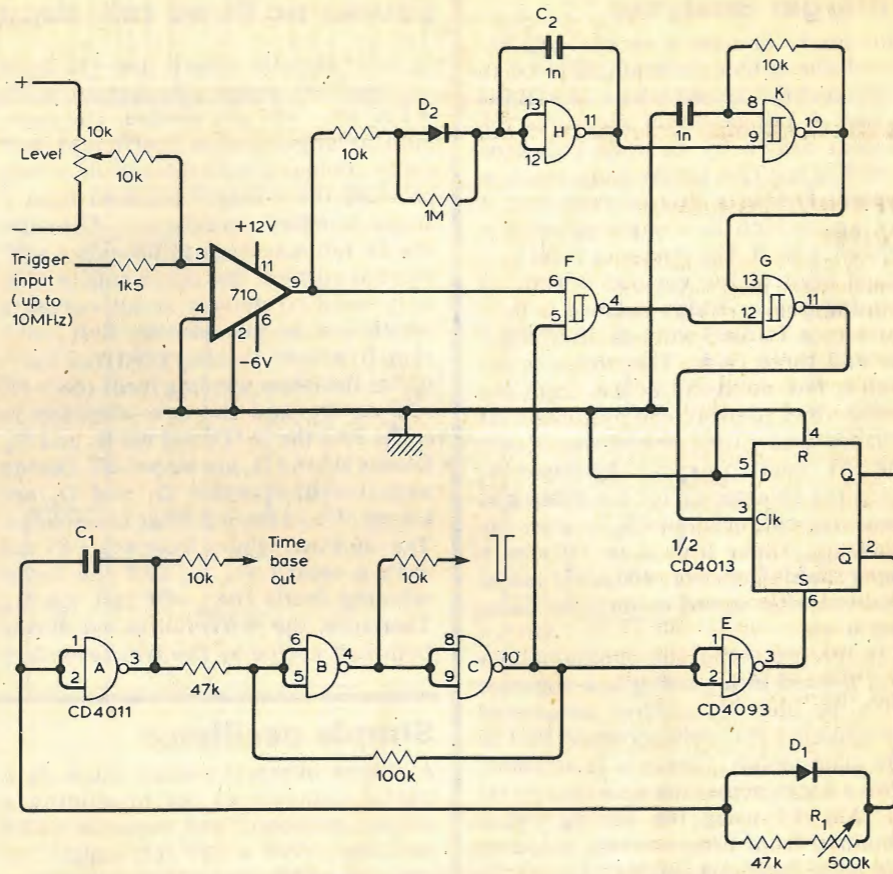 C2
1n
10k
+
10k
Level
10k
D2
10k
1M
13
12
H
11
1n
8
9
K
10
Trigger
input
(up to
10MHz)
1k5
3
4
710
+12V
11
9
6
2
-6V
F
6
5
4
G
13
12
11
4
R
5
D
Q
3
Clk
1/2
CD4013
2
Q̅
S
6
C1
10k
Time
base
out
10k
1
2
A
3
CD4011
47k
6
5
B
4
8
9
C
10
E
1
2
CD4093
100k
D1
R1
47k
500k